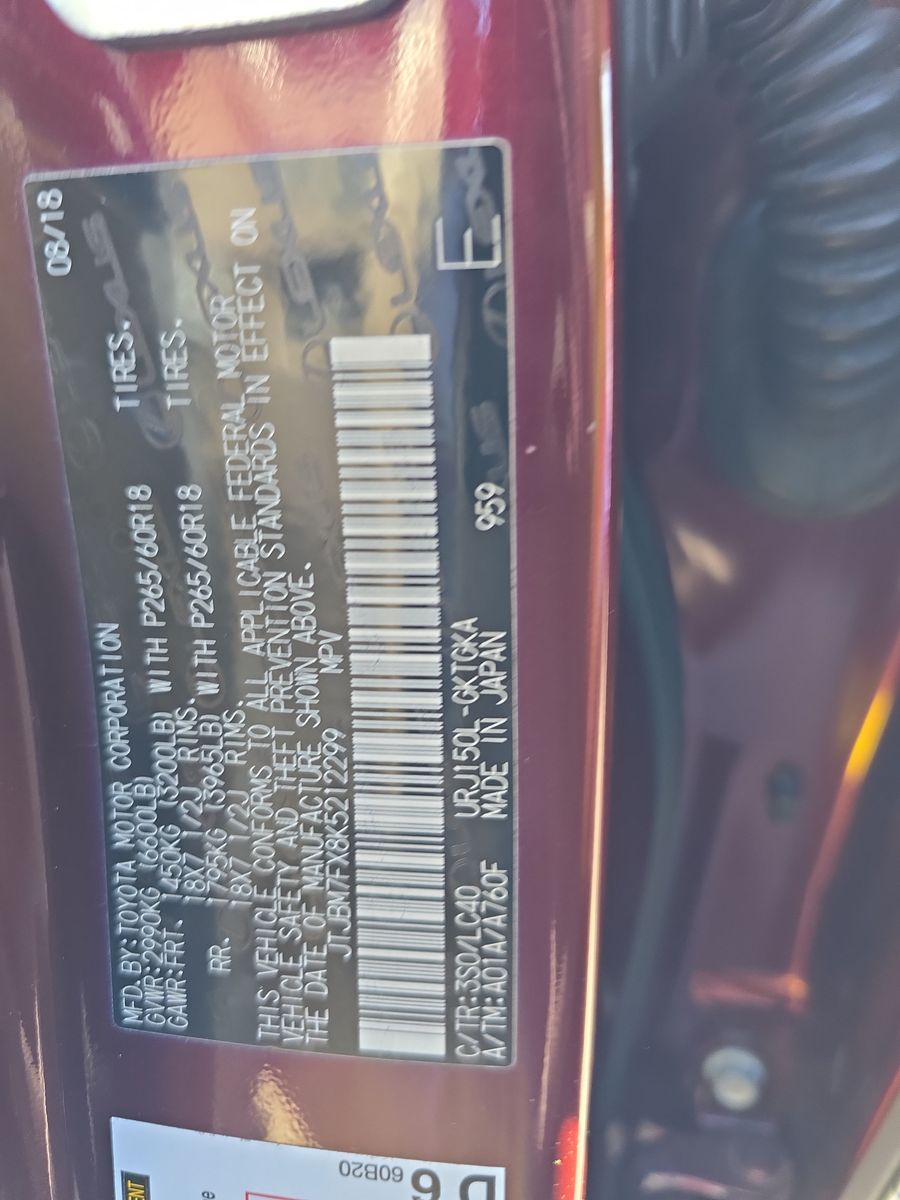 08/18
MFD. BY: TOYOTA MOTOR CORPORATION
GVWR: 2990KG (6600LB)
GAWR: FRT. 1450KG (3200LB) WITH P265/60R18 TIRES.
18X7 1/2J RIMS.
RR. 1795KG (3965LB) WITH P265/60R18 TIRES.
18X7 1/2J RIMS.
THIS VEHICLE CONFORMS TO ALL APPLICABLE FEDERAL MOTOR
VEHICLE SAFETY AND THEFT PREVENTION STANDARDS IN EFFECT ON
THE DATE OF MANUFACTURE SHOWN ABOVE.
JTJBM7FX8K5212299 MPV
C/TR: 3S0/LC40 URJ150L-GKTGKA 959
A/TM: A01A/A760F MADE IN JAPAN
60B20